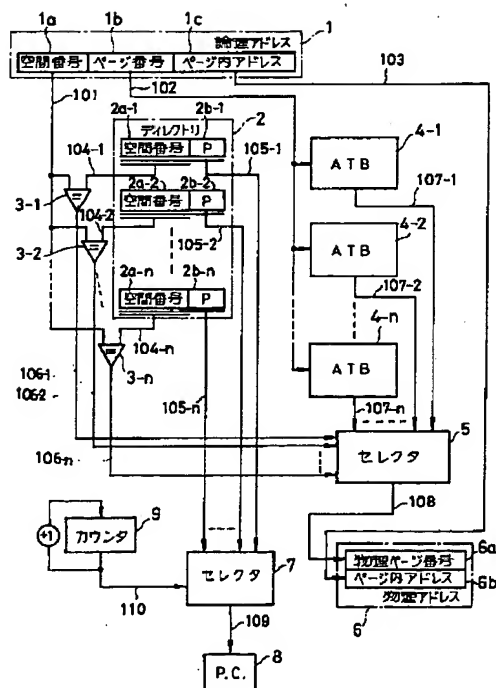 1a 1b 1c
論理アドレス 1
空間番号 ページ番号 ページ内アドレス
101 102 103
2a-1 2b-1
ディレクトリ 2
104-1 空間番号 P 105-1
4-1
ATB
107-1
3-1 = 2a-2 2b-2
104-2 空間番号 P
105-2
4-2
ATB
107-2
3-2 =
2a-n 2b-n
空間番号 P
4-n
ATB
104-n
= 3-n
107-n
106-1
106-2
105-n
5
セレクタ
106-n
108
9
+1 カウンタ
7
セレクタ
110
物理ページ番号 6a
ページ内アドレス 6b
物理アドレス
6
109
P.C. 8